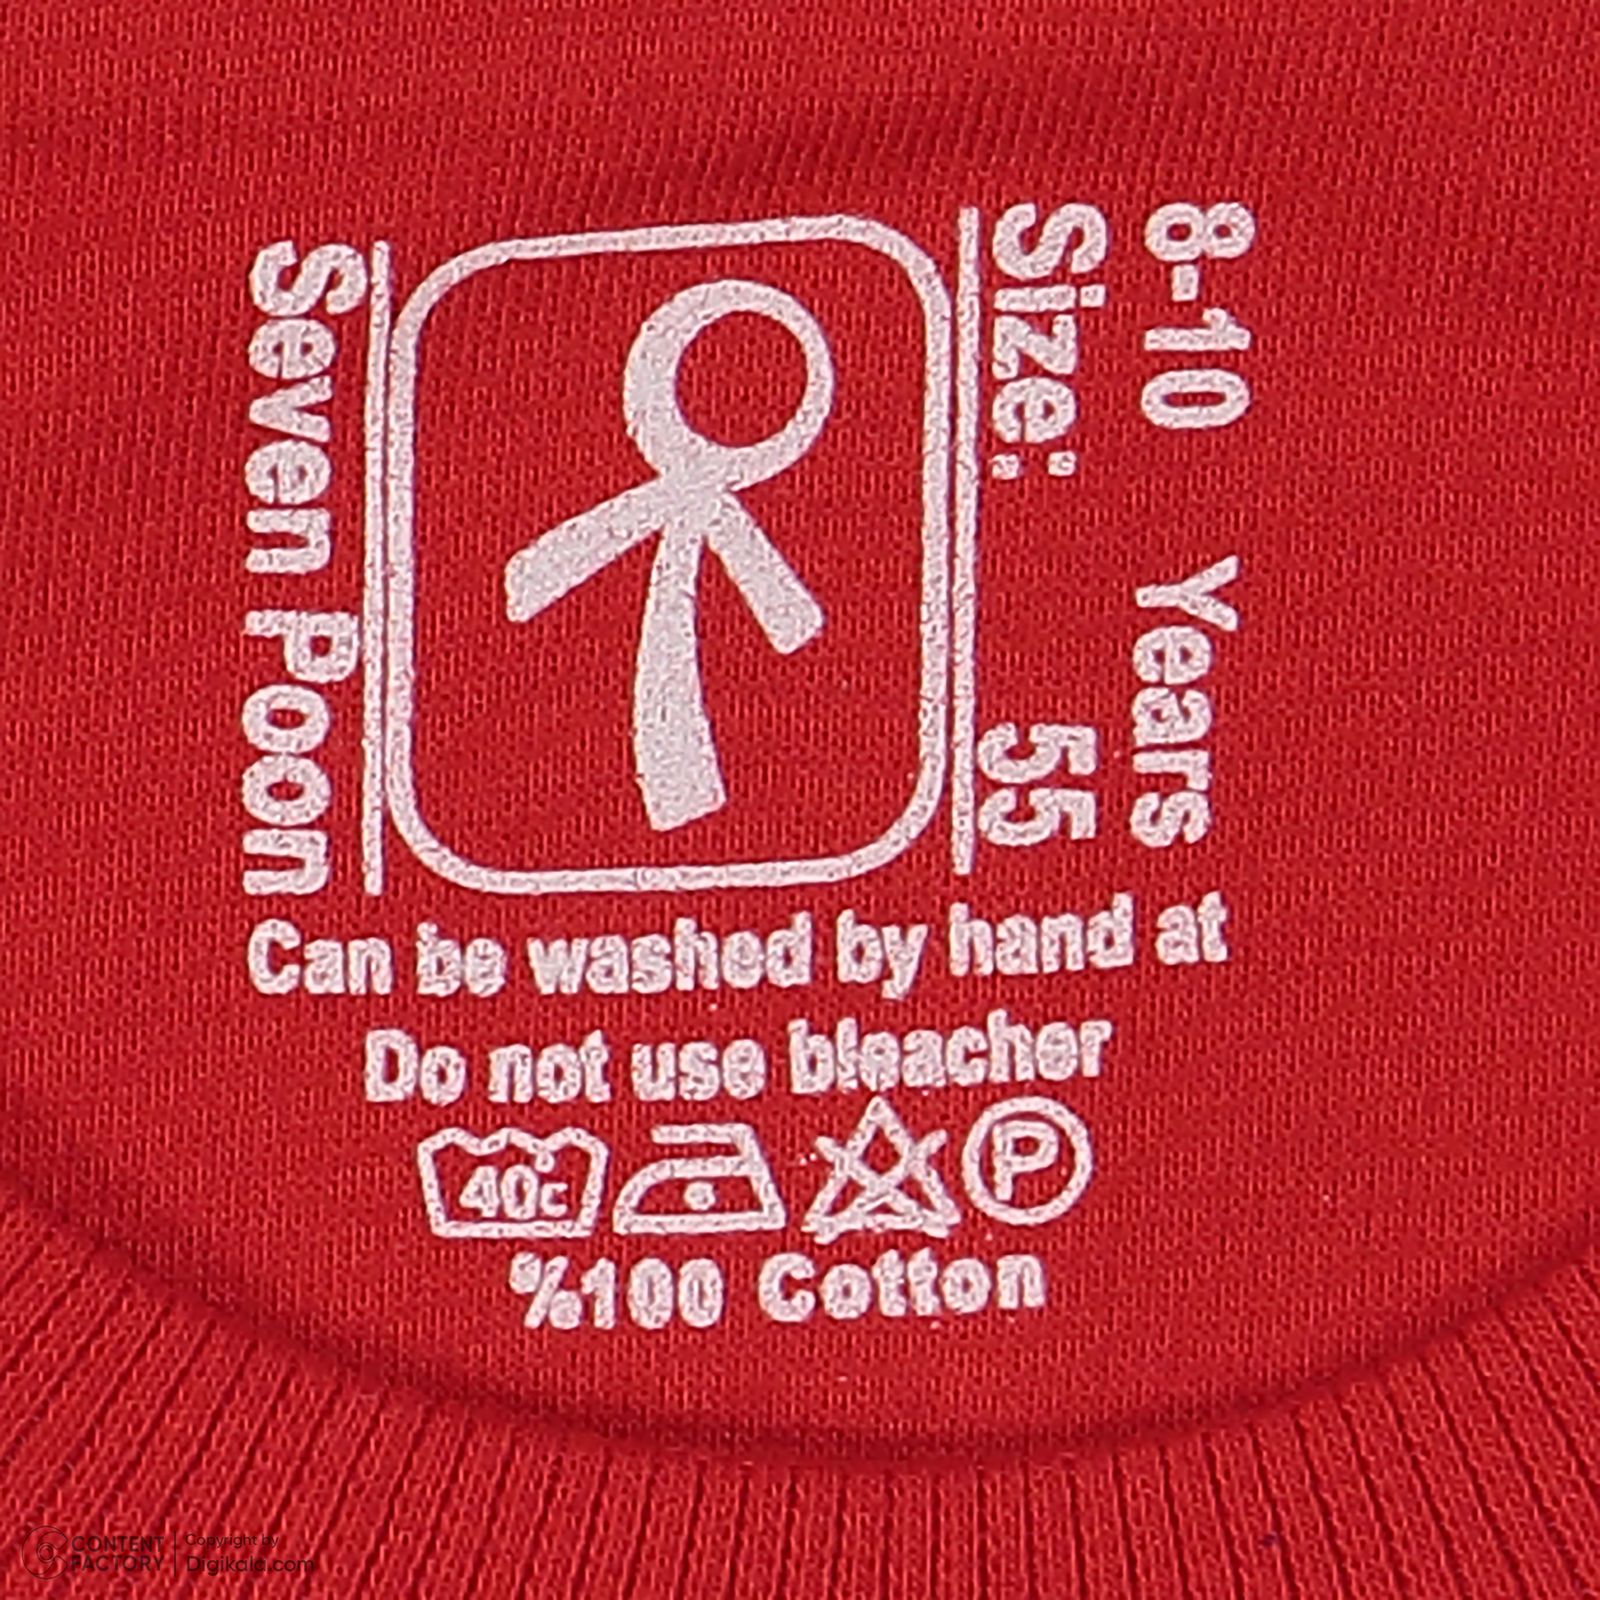 8-10 Years
Size: 55
Seven Poon
Can be washed by hand at
Do not use bleacher
40°c
P
%100 Cotton
CONTENT FACTORY
Copyright by
Digikala.com